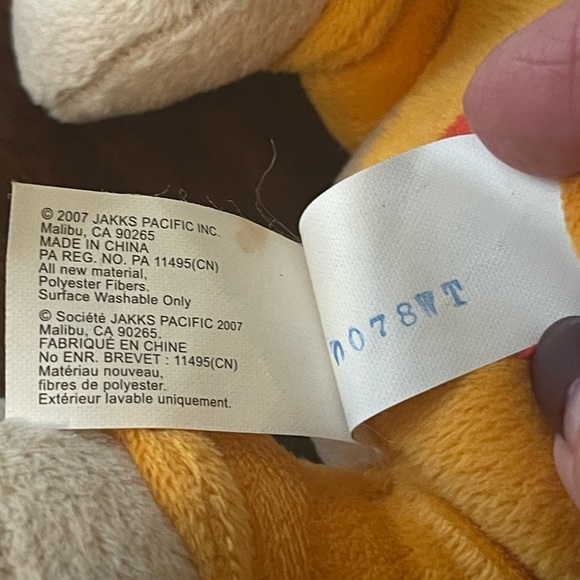 © 2007 JAKKS PACIFIC INC.
Malibu, CA 90265
MADE IN CHINA
PA REG. NO. PA 11495(CN)
All new material,
Polyester Fibers.
Surface Washable Only
© Société JAKKS PACIFIC 2007
Malibu, CA 90265.
FABRIQUÉ EN CHINE
No ENR. BREVET : 11495(CN)
Matériau nouveau,
fibres de polyester.
Extérieur lavable uniquement.